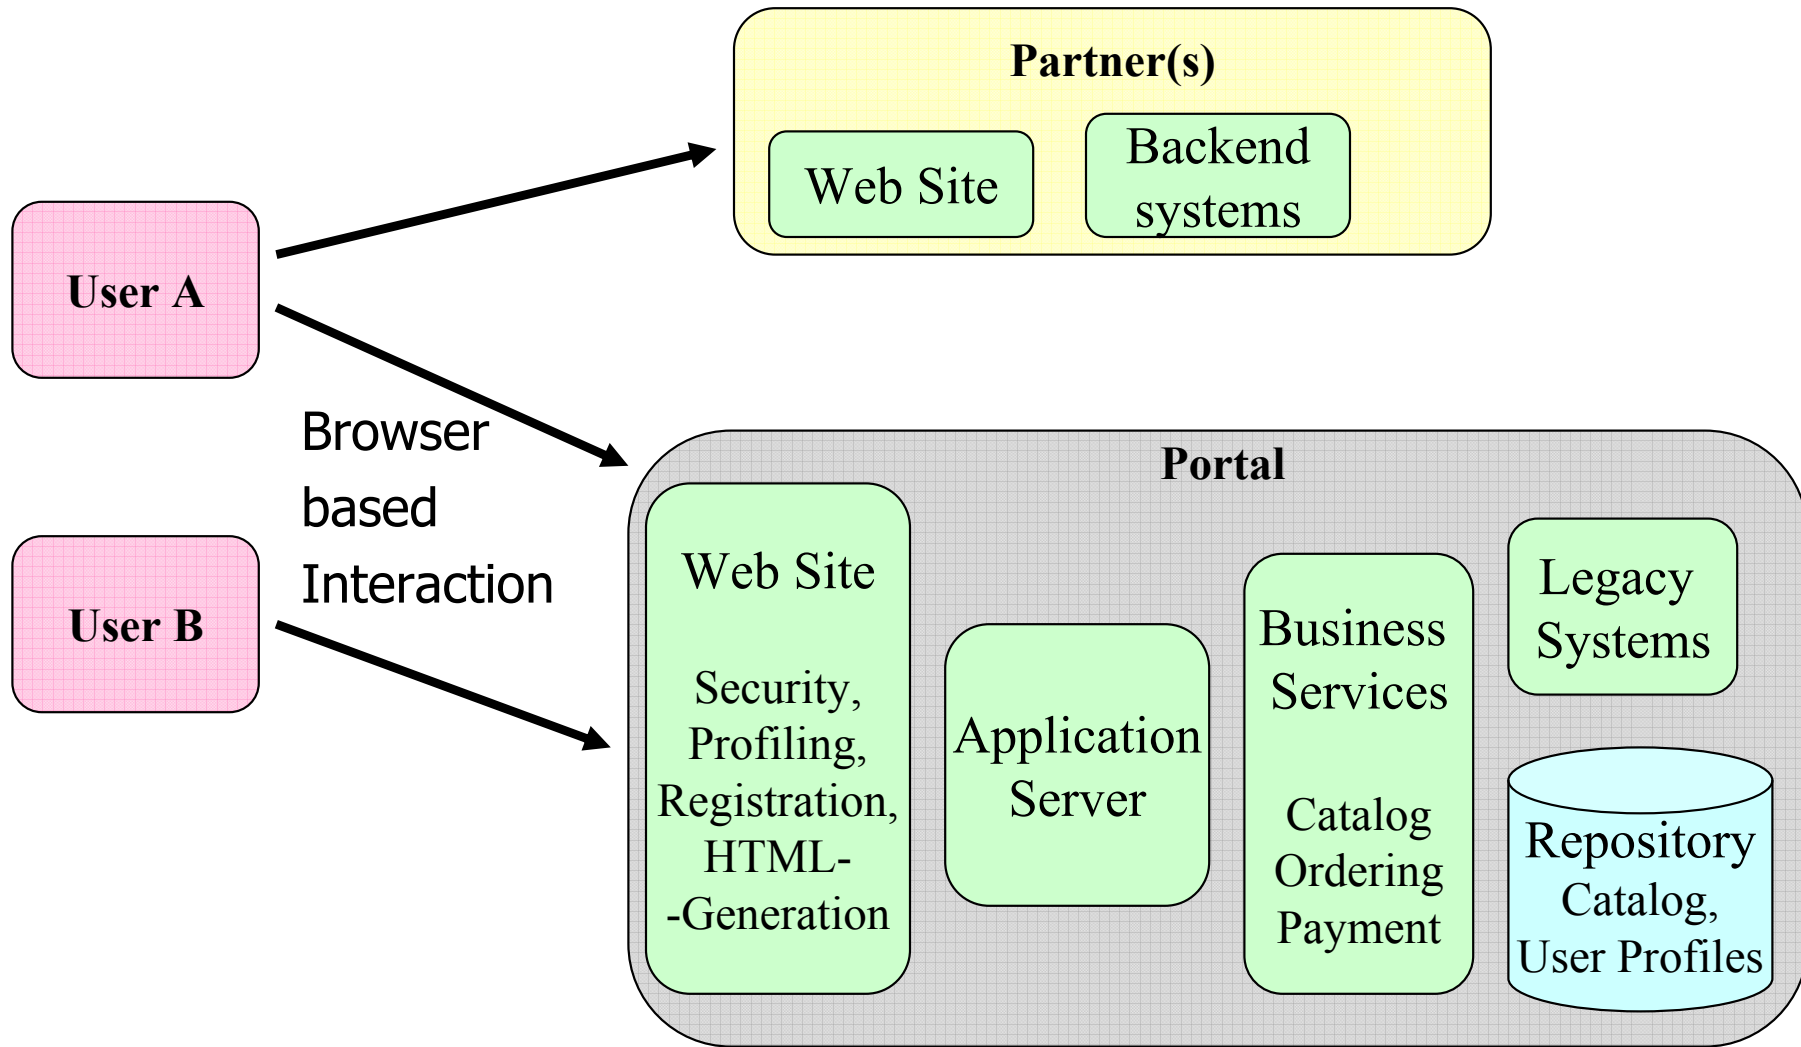 Partner(s)
Web Site
Backend
systems
User A
Browser
based
Interaction
User B
Portal
Web Site
Security,
Profiling,
Registration,
HTML-
-Generation
Application
Server
Business
Services
Catalog
Ordering
Payment
Legacy
Systems
Repository
Catalog,
User Profiles